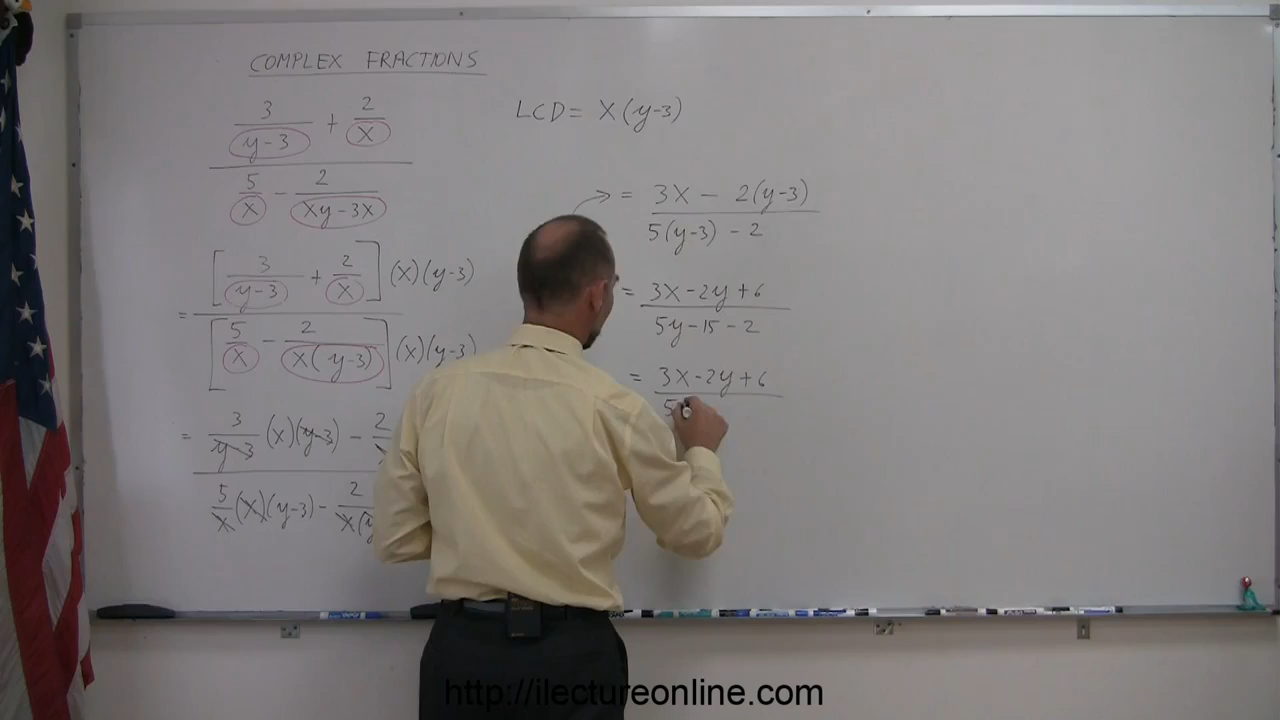 COMPLEX FRACTIONS
3 2
y-3 + x
5 - 2
x xy-3x
= [ 3 + 2 ] (x)(y-3)
y-3 x
[ 5 - 2 ] (x)(y-3)
x x(y-3)
= 3 (x)(y-3) - 2
y-3
5 (x)(y-3) - 2
x x(y
LCD = x(y-3)
= 3x - 2(y-3)
5(y-3) - 2
= 3x-2y+6
5y-15-2
= 3x-2y+6
5
http://ilectureonline.com